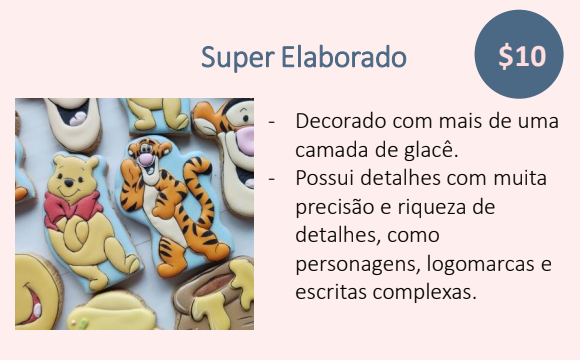 Super Elaborado
$10
- Decorado com mais de uma
camada de glacê.
- Possui detalhes com muita
precisão e riqueza de
detalhes, como
personagens, logomarcas e
escritas complexas.